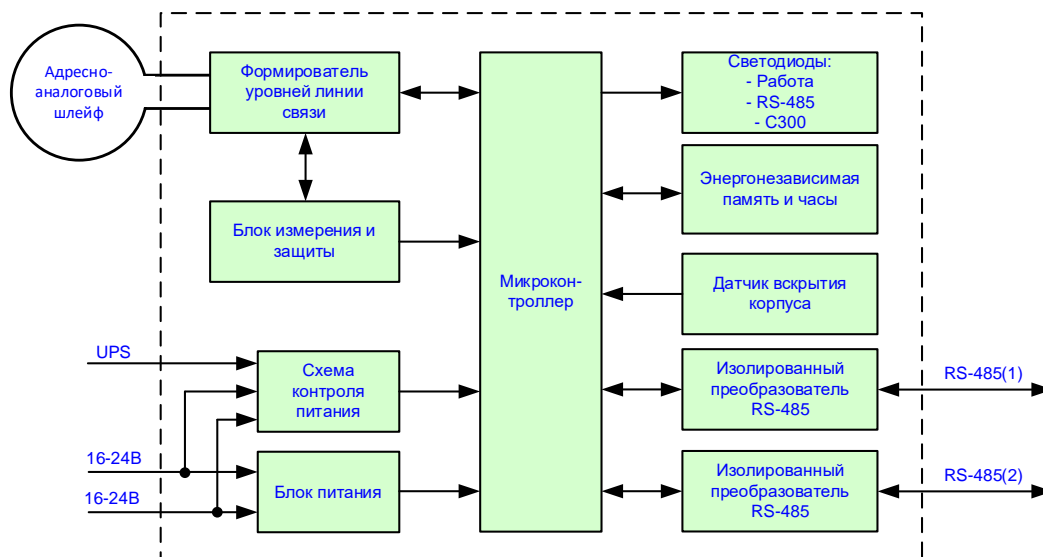 Адресно-
аналоговый
шлейф
Формирователь
уровней линии
связи
Блок измерения и
защиты
UPS
Схема
контроля
питания
16-24В
16-24В
Блок питания
Микрокон-
троллер
Светодиоды:
- Работа
- RS-485
- С300
Энергонезависимая
память и часы
Датчик вскрытия
корпуса
Изолированный
преобразователь
RS-485
RS-485(1)
Изолированный
преобразователь
RS-485
RS-485(2)